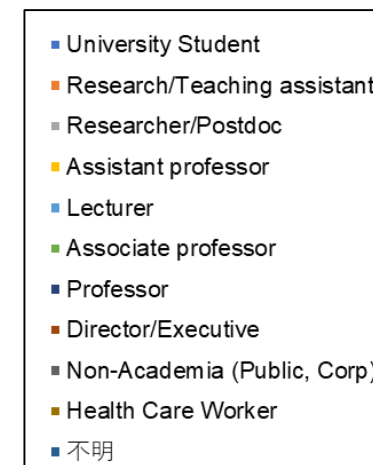 University Student
Research/Teaching assistant
Researcher/Postdoc
Assistant professor
Lecturer
Associate professor
Professor
Director/Executive
Non-Academia (Public, Corp)
Health Care Worker
不明